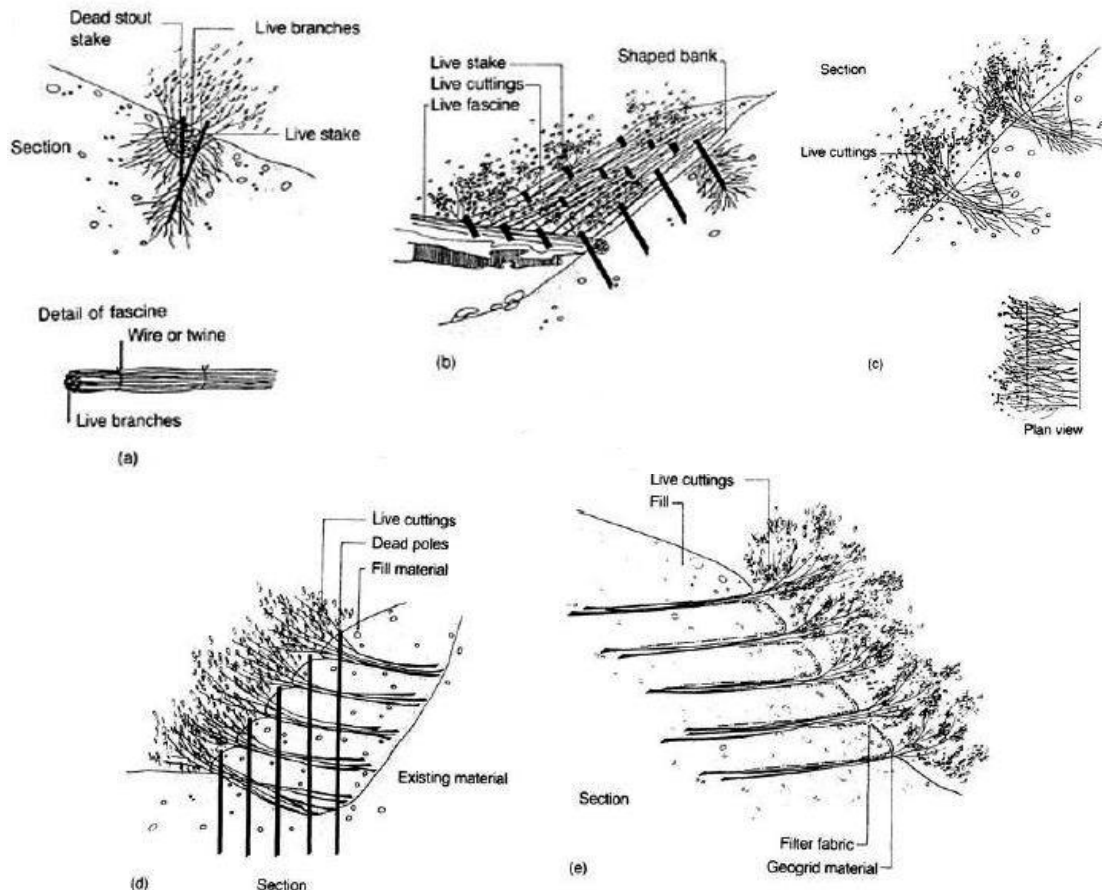 Dead stout
stake
Live branches
Section
Live stake
Detail of fascine
Wire or twine
Live branches
(a)
Live stake
Live cuttings
Live fascine
Shaped bank
(b)
Section
Live cuttings
(c)
Plan view
Live cuttings
Dead poles
Fill material
Existing material
(d)
Section
Live cuttings
Fill
Section
Filter fabric
Geogrid material
(e)